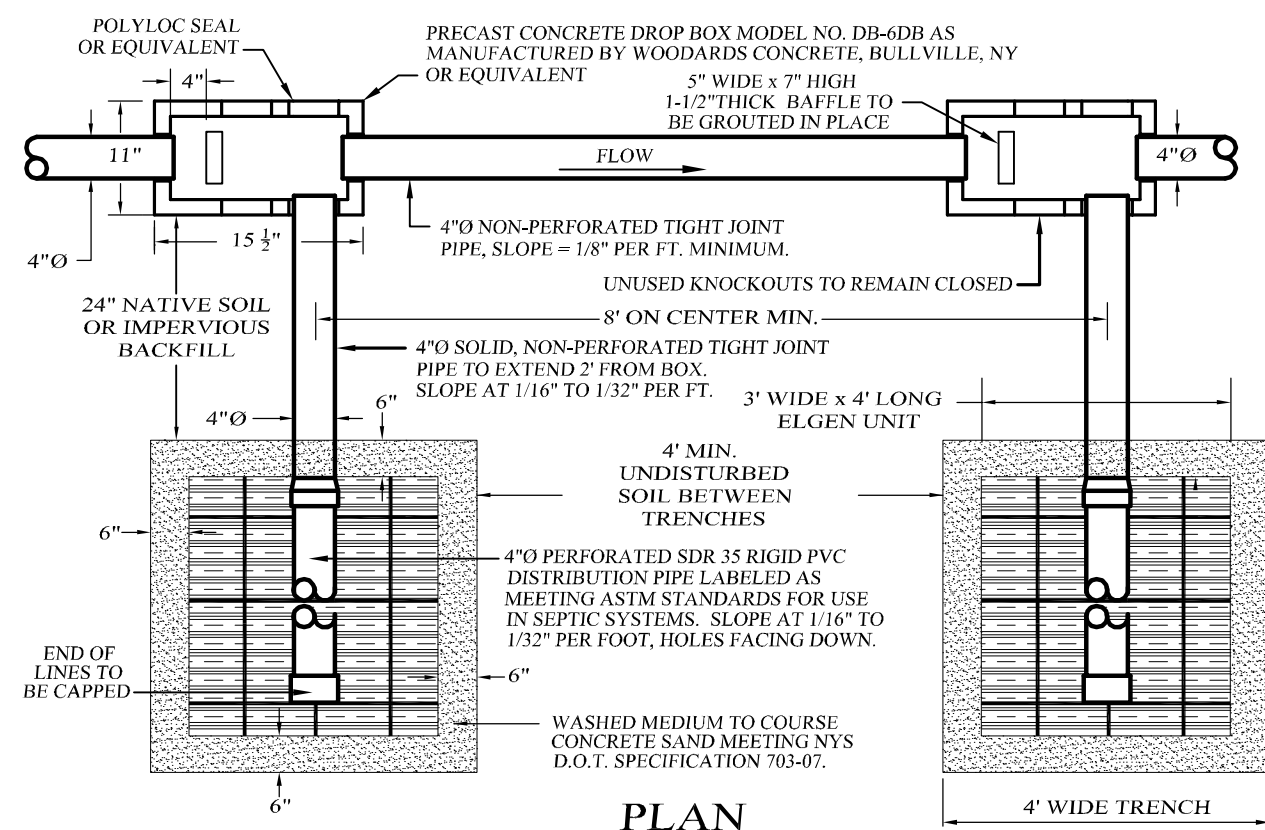 POLYLOC SEAL
OR EQUIVALENT
PRECAST CONCRETE DROP BOX MODEL NO. DB-6DB AS
MANUFACTURED BY WOODARDS CONCRETE, BULLVILLE, NY
OR EQUIVALENT
4"
5" WIDE x 7" HIGH
1-1/2"THICK BAFFLE TO
BE GROUTED IN PLACE
11"
FLOW
4"Ø
15 1/2"
4"Ø
4"Ø NON-PERFORATED TIGHT JOINT
PIPE, SLOPE = 1/8" PER FT. MINIMUM.
UNUSED KNOCKOUTS TO REMAIN CLOSED
24" NATIVE SOIL
OR IMPERVIOUS
BACKFILL
8' ON CENTER MIN.
4"Ø SOLID, NON-PERFORATED TIGHT JOINT
PIPE TO EXTEND 2' FROM BOX.
SLOPE AT 1/16" TO 1/32" PER FT.
4"Ø
6"
3' WIDE x 4' LONG
ELGEN UNIT
4' MIN.
UNDISTURBED
SOIL BETWEEN
TRENCHES
6"
4"Ø PERFORATED SDR 35 RIGID PVC
DISTRIBUTION PIPE LABELED AS
MEETING ASTM STANDARDS FOR USE
IN SEPTIC SYSTEMS. SLOPE AT 1/16" TO
1/32" PER FOOT, HOLES FACING DOWN.
END OF
LINES TO
BE CAPPED
6"
WASHED MEDIUM TO COURSE
CONCRETE SAND MEETING NYS
D.O.T. SPECIFICATION 703-07.
6"
PLAN
4' WIDE TRENCH